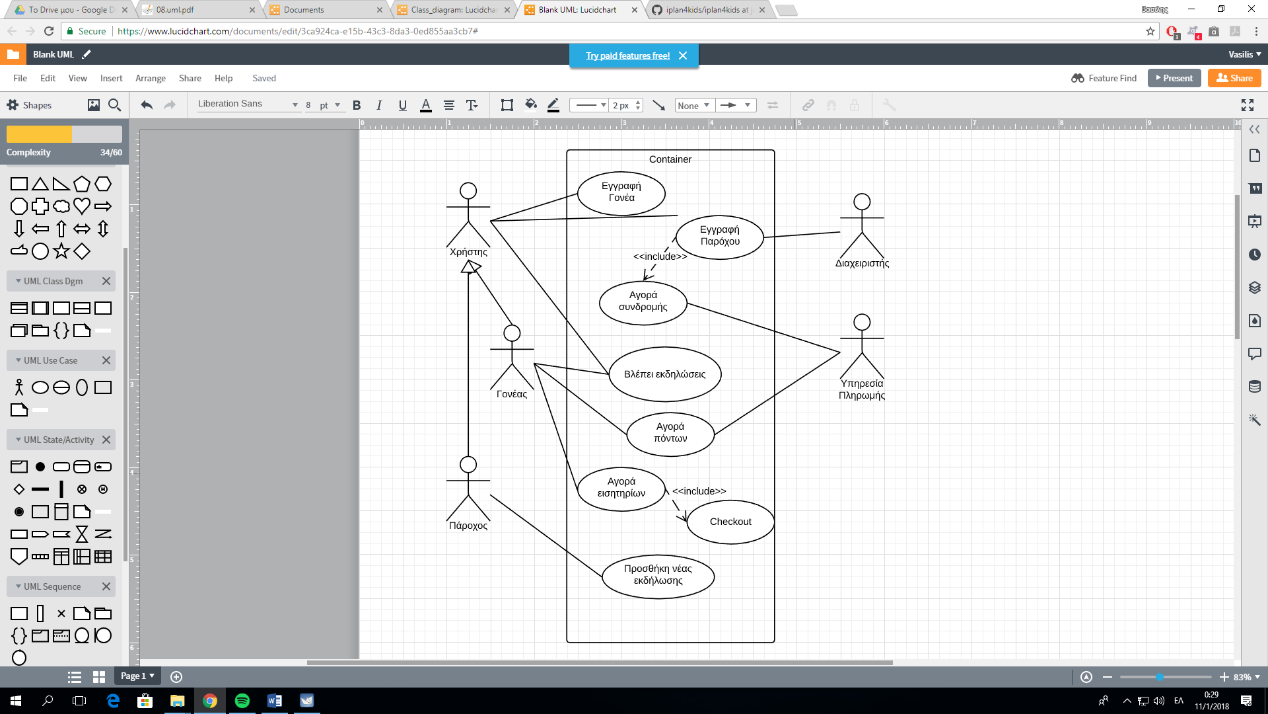 To Drive μου - Google D
08.uml.pdf
Documents
Class_diagram: Lucidchar
Blank UML: Lucidchart
iplan4kids/iplan4kids at
Secure
https://www.lucidchart.com/documents/edit/3ca924ca-e15b-43c3-8da3-0ed855aa3cb7#
Blank UML
Try paid features free!
Vasilis
File Edit View Insert Arrange Share Help Saved
Feature Find
Present
Share
Shapes
Liberation Sans
8 pt
B I U
2 px
None
Complexity 34/60
UML Class Dgm
UML Use Case
UML State/Activity
UML Sequence
Container
Εγγραφή
Γονέα
Χρήστης
Εγγραφή
Παρόχου
Διαχειριστής
<<include>>
Αγορά
συνδρομής
Γονέας
Βλέπει εκδηλώσεις
Υπηρεσία
Πληρωμής
Αγορά
πόντων
Πάροχος
Αγορά
εισητηρίων
<<include>>
Checkout
Προσθήκη νέας
εκδήλωσης
Page 1
83%
ΕΛ
0:29
11/1/2018